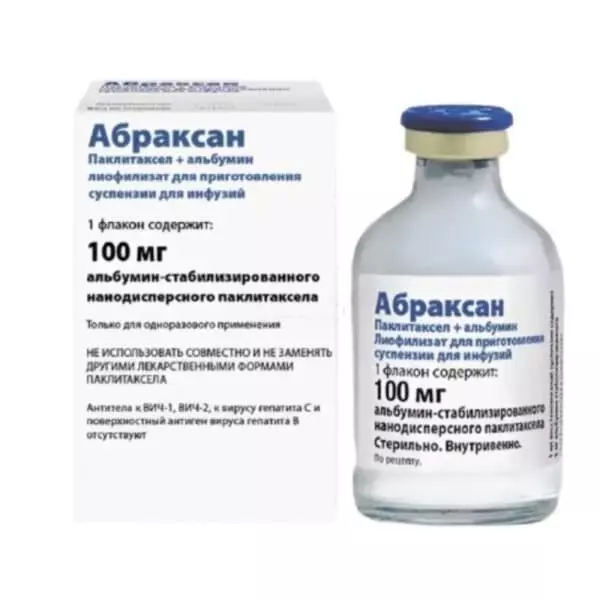 Абраксан
Паклитаксел + альбумин
лиофилизат для приготовления
суспензии для инфузий
1 флакон содержит:
100 мг
альбумин-стабилизированного
нанодисперсного паклитаксела
Только для одноразового применения
НЕ ИСПОЛЬЗОВАТЬ СОВМЕСТНО И НЕ ЗАМЕНЯТЬ
ДРУГИМИ ЛЕКАРСТВЕННЫМИ ФОРМАМИ
ПАКЛИТАКСЕЛА
Антитела к ВИЧ-1, ВИЧ-2, к вирусу гепатита С и
поверхностный антиген вируса гепатита В
отсутствуют
Абраксан
Паклитаксел + альбумин
Лиофилизат для приготовления
суспензии для инфузий
1 флакон содержит:
100 мг
альбумин-стабилизированного
нанодисперсного паклитаксела
Стерильно. Внутривенно.
По рецепту.